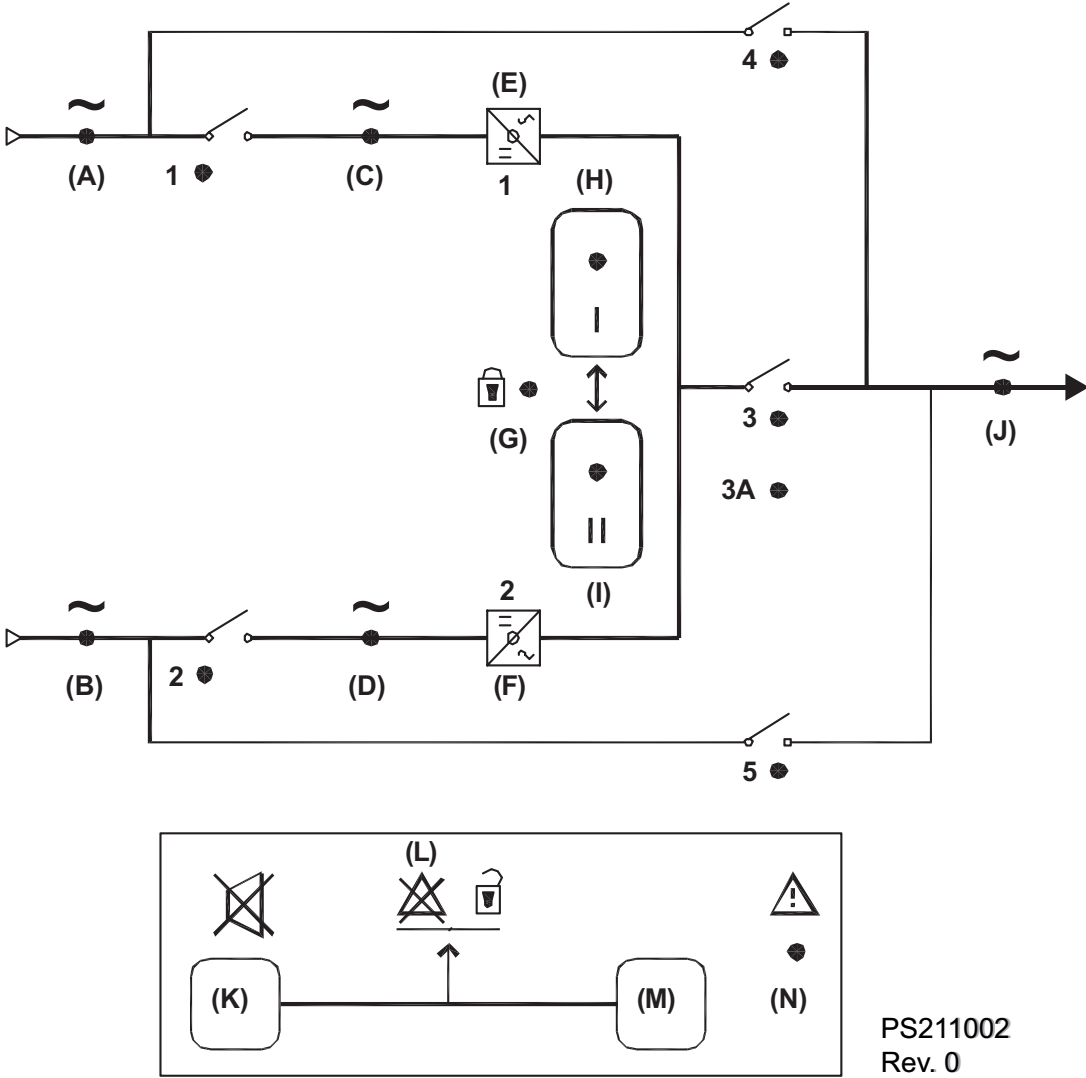 4
(E)
~ ~
(A) 1 (C) 1
(H)
I
(G)
3
~
(J)
3A
II
2 (I)
~ ~
(B) 2 (D) (F)
5
(L)
!
(K) (M) (N)
PS211002
Rev. 0